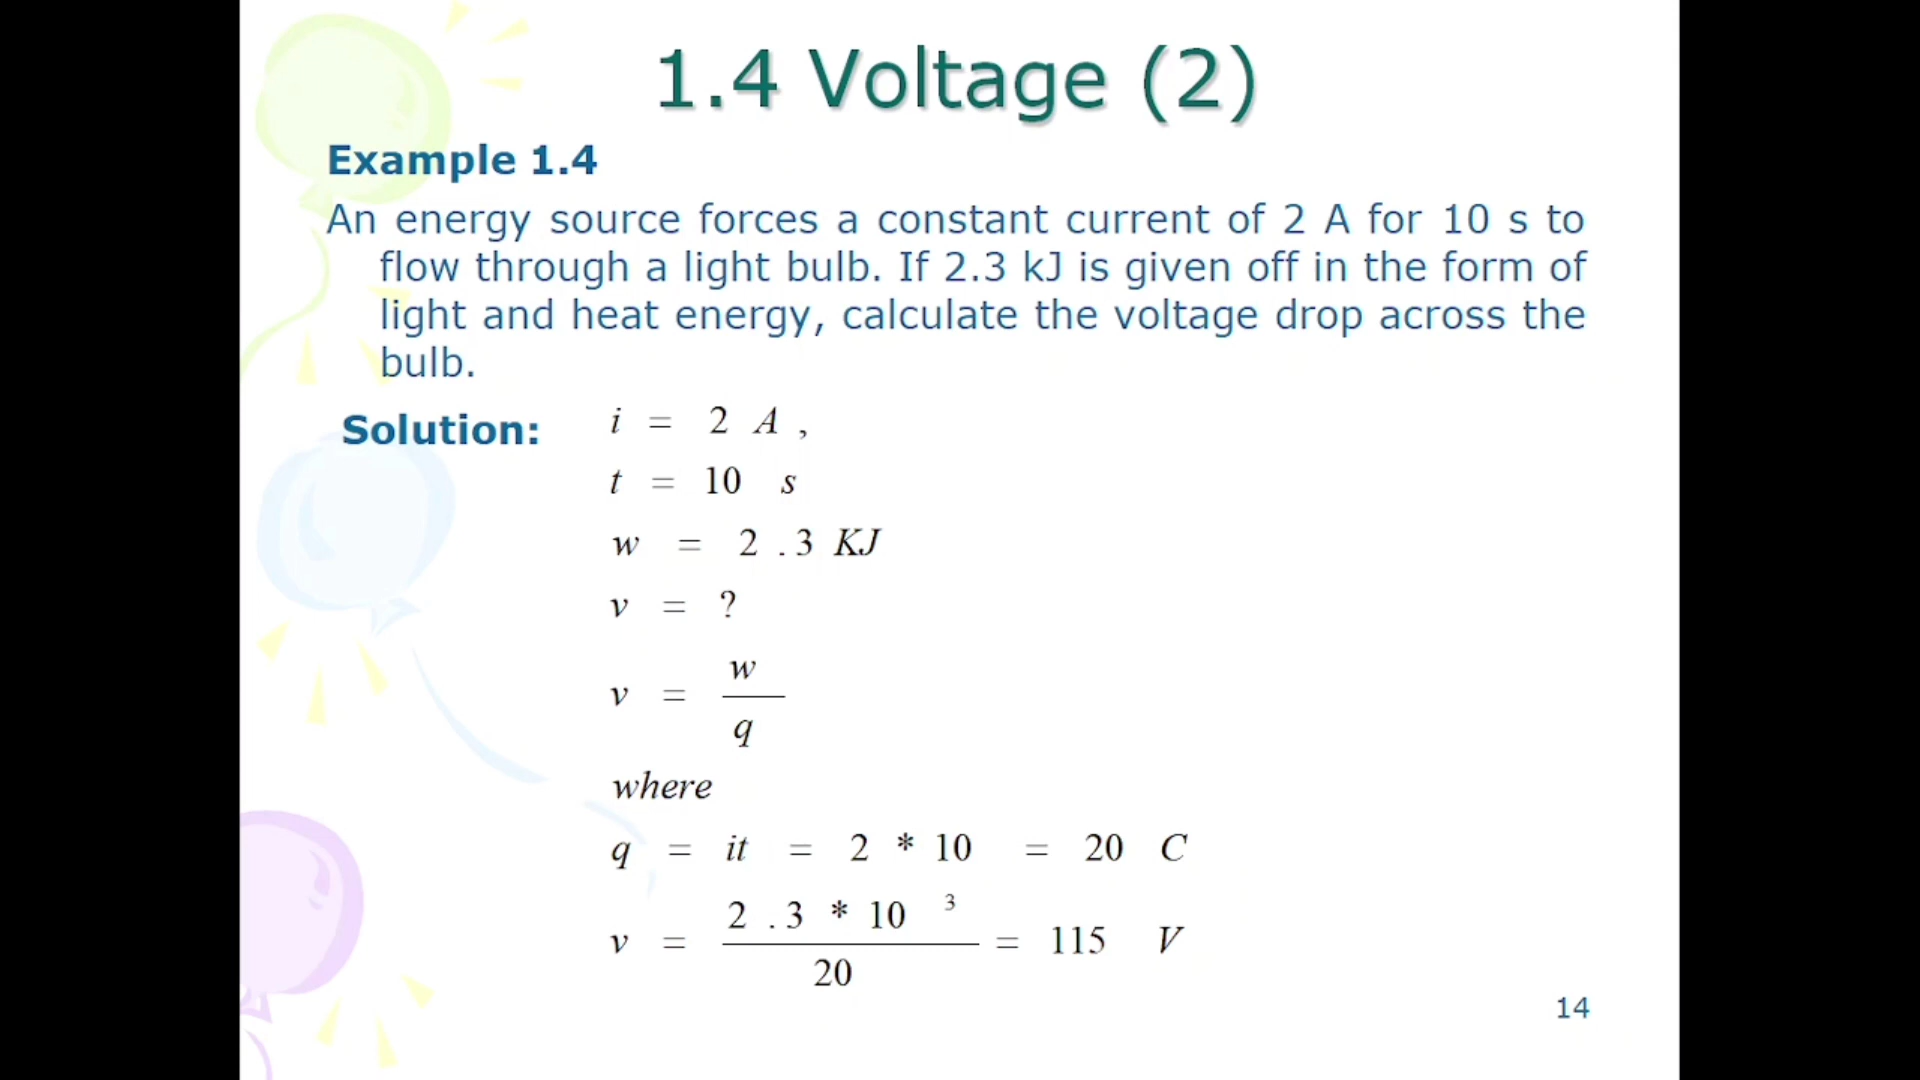 1.4 Voltage (2)
Example 1.4
An energy source forces a constant current of 2 A for 10 s to
flow through a light bulb. If 2.3 kJ is given off in the form of
light and heat energy, calculate the voltage drop across the
bulb.
Solution:
i = 2 A ,
t = 10 s
w = 2 . 3 KJ
v = ?
v = w / q
where
q = it = 2 * 10 = 20 C
v = 2 . 3 * 10 ³ / 20 = 115 V
14